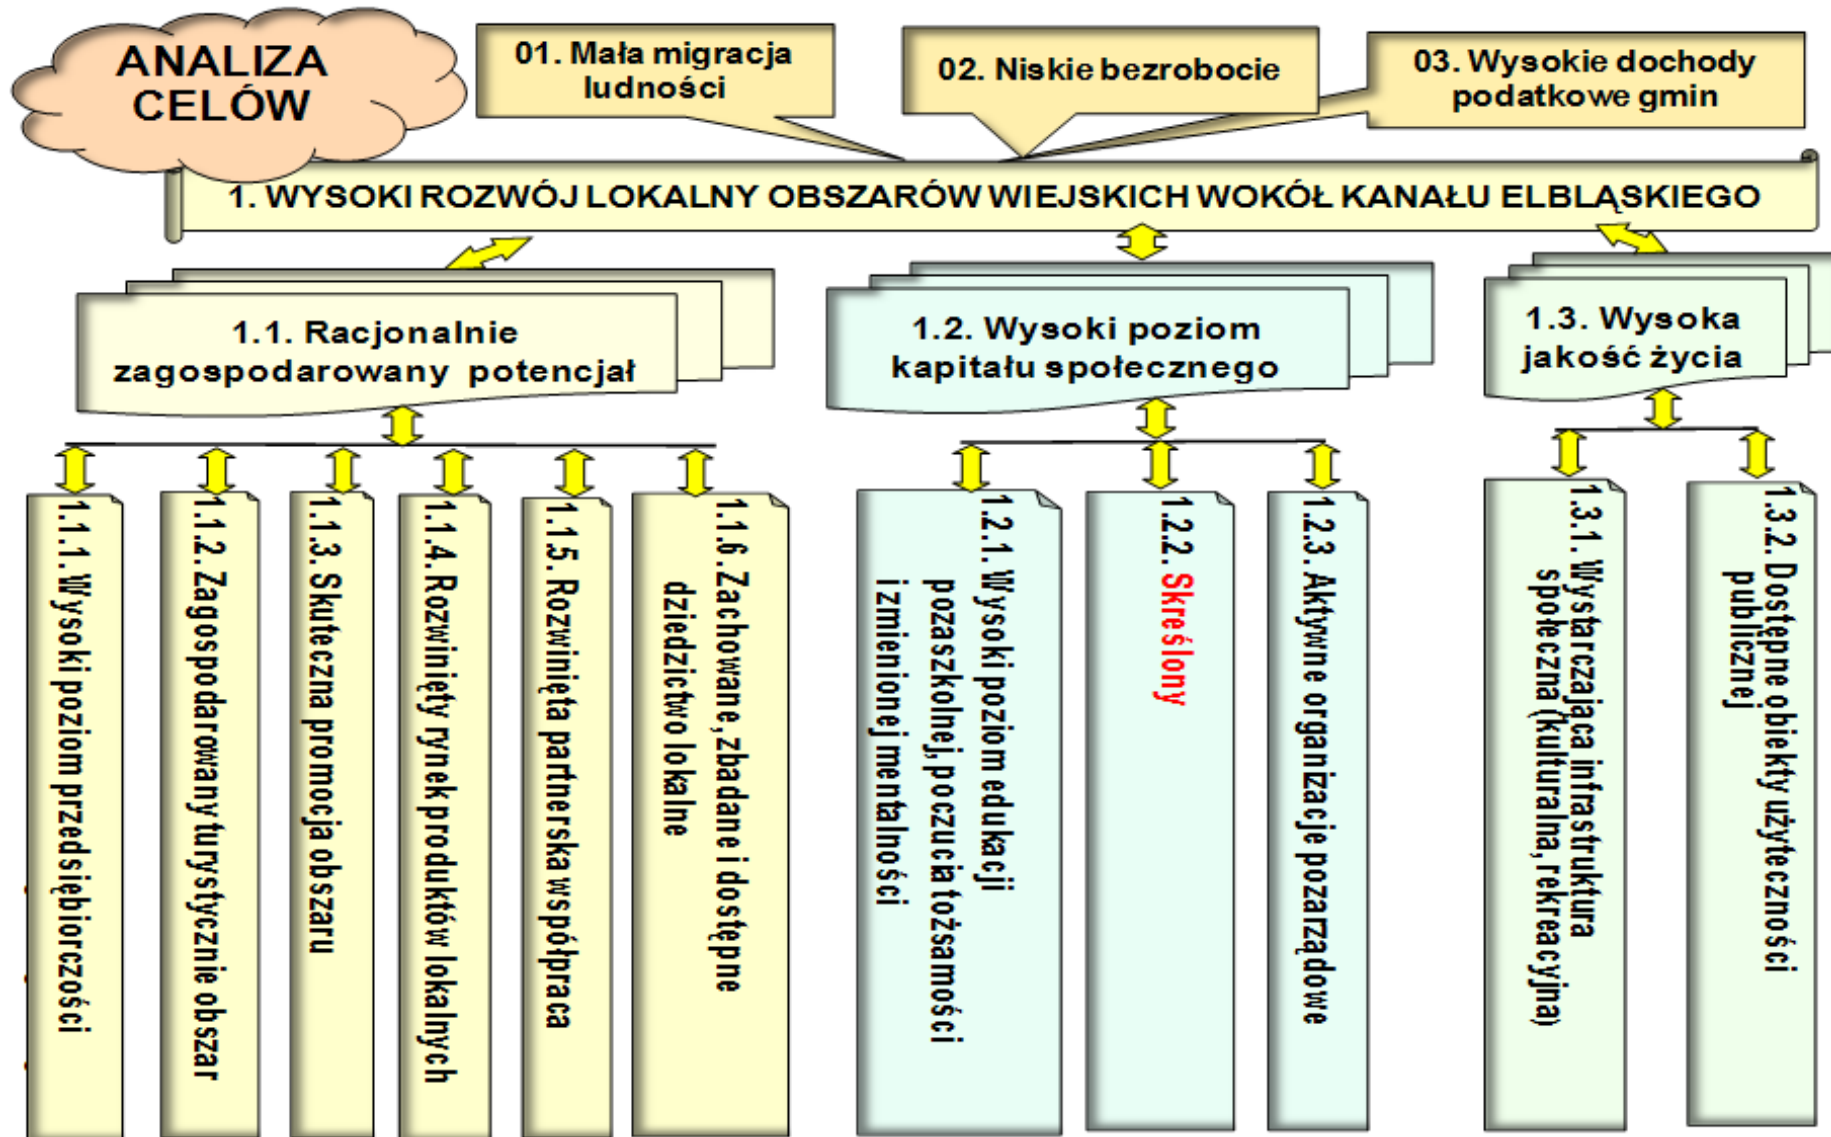 ANALIZA
CELÓW
01. Mała migracja
ludności
02. Niskie bezrobocie
03. Wysokie dochody
podatkowe gmin
1. WYSOKI ROZWÓJ LOKALNY OBSZARÓW WIEJSKICH WOKÓŁ KANAŁU ELBLĄSKIEGO
1.1. Racjonalnie
zagospodarowany potencjał
1.2. Wysoki poziom
kapitału społecznego
1.3. Wysoka
jakość życia
1.1.1. Wysoki poziom przedsiębiorczości
1.1.2. Zagospodarowany turystycznie obszar
1.1.3. Skuteczna promocja obszaru
1.1.4. Rozwinięty rynek produktów lokalnych
1.1.5. Rozwinięta partnerska współpraca
1.1.6. Zachowane, zbadane i dostępne
dziedzictwo lokalne
1.2.1. Wysoki poziom edukacji
pozaszkolnej, poczucia tożsamości
i zmienionej mentalności
1.2.2. Skreślony
1.2.3. Aktywne organizacje pozarządowe
1.3.1. Wystarczająca infrastruktura
społeczna (kulturalna, rekreacyjna)
1.3.2. Dostępne obiekty użyteczności
publicznej